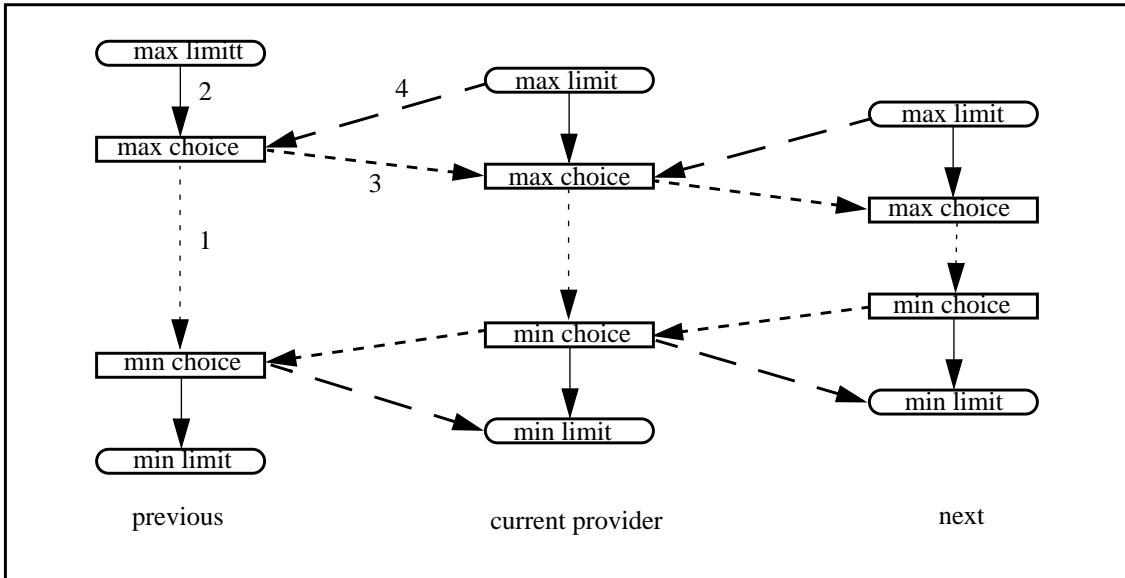 max limitt
2
max choice
1
min choice
min limit
previous
4
3
max limit
max choice
min choice
min limit
current provider
max limit
max choice
min choice
min limit
next